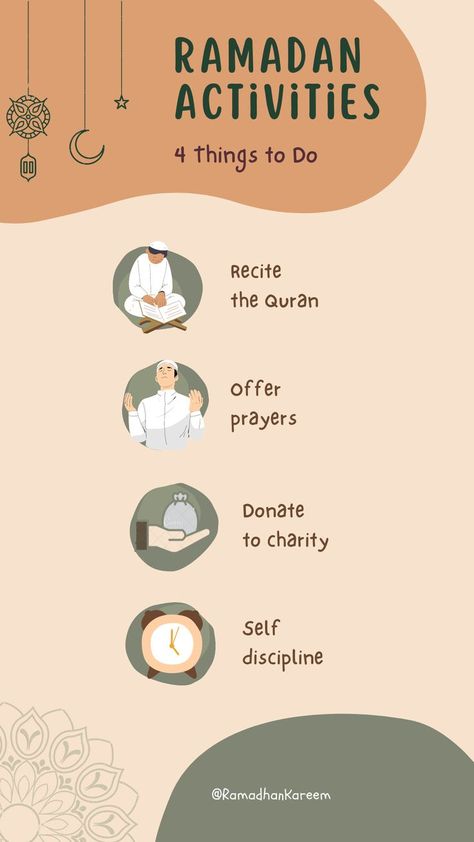 RAMADAN
ACTIVITIES
4 Things to Do
Recite
the Quran
Offer
prayers
Donate
to charity
Self
discipline
@RamadhanKareem